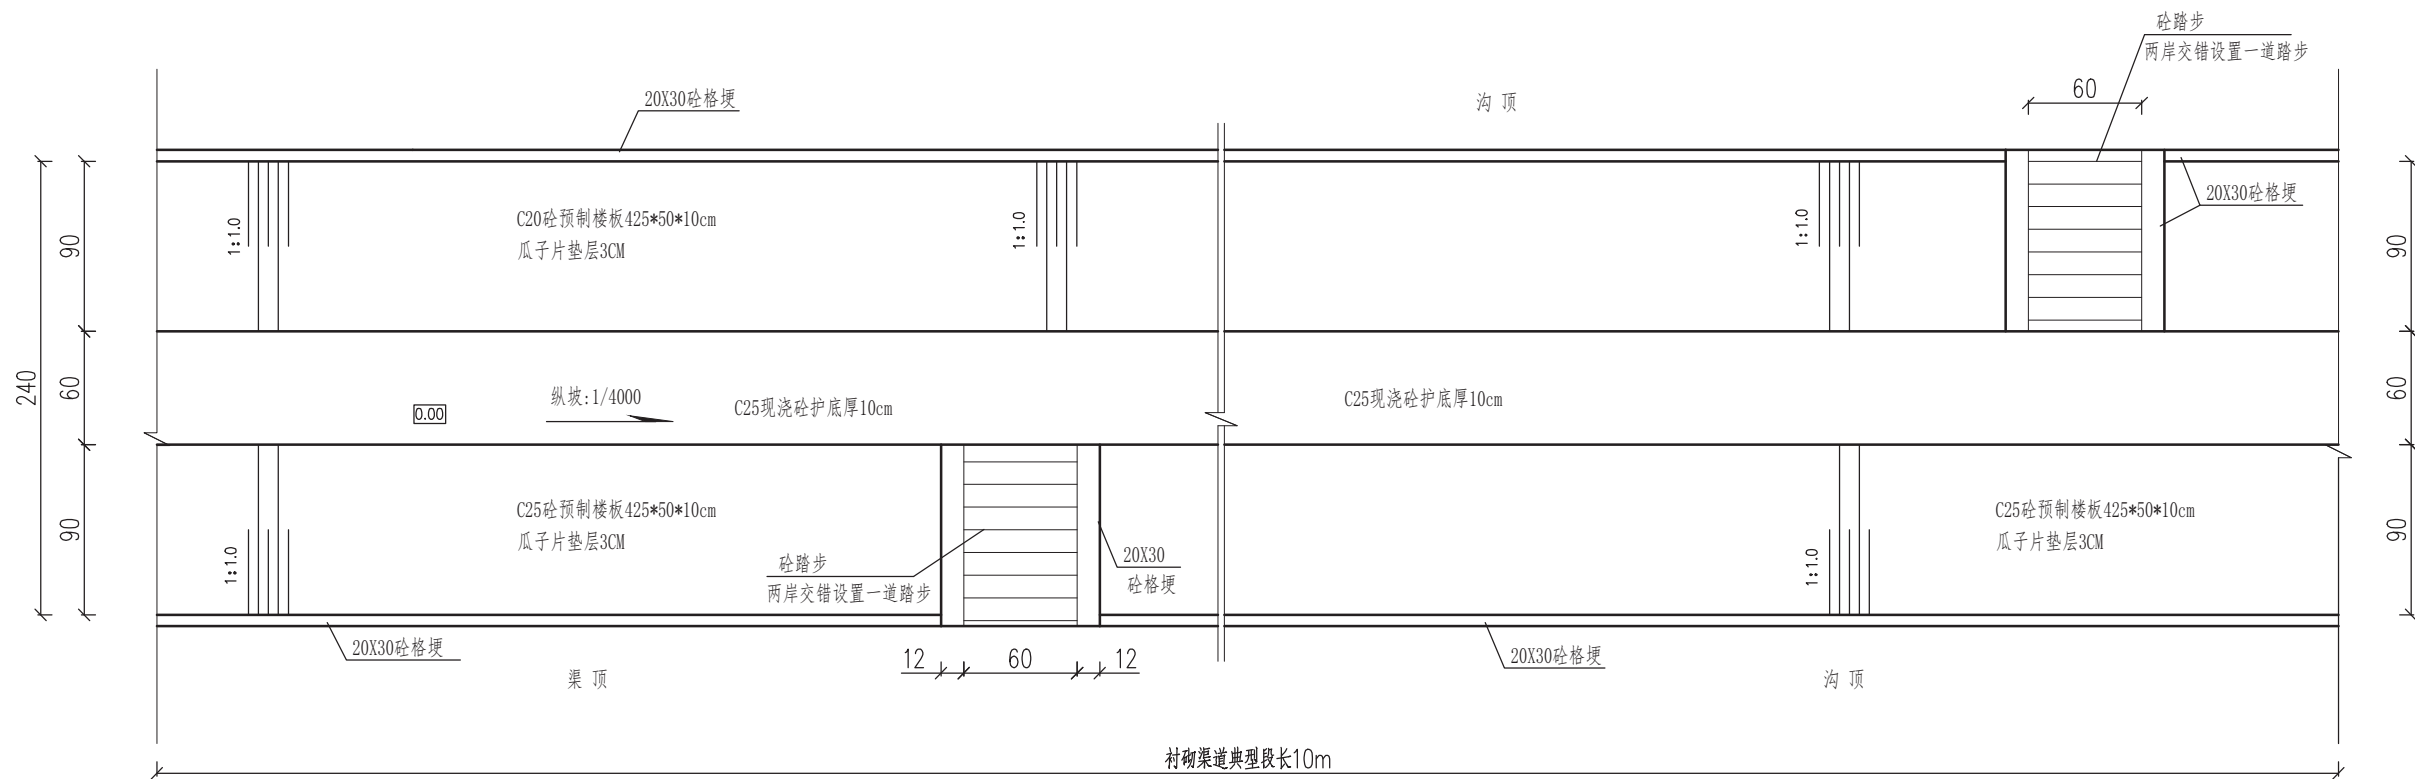 砼踏步
两岸交错设置一道踏步
60
20X30砼格埂
沟 顶
20X30砼格埂
1:1.0
C20砼预制楼板425*50*10cm
瓜子片垫层3CM
1:1.0
1:1.0
240
90
60
90
90
60
90
0.00
纵坡:1/4000
C25现浇砼护底厚10cm
C25现浇砼护底厚10cm
1:1.0
C25砼预制楼板425*50*10cm
瓜子片垫层3CM
砼踏步
两岸交错设置一道踏步
20X30
砼格埂
1:1.0
C25砼预制楼板425*50*10cm
瓜子片垫层3CM
20X30砼格埂
渠 顶
12
60
12
20X30砼格埂
沟 顶
衬砌渠道典型段长10m